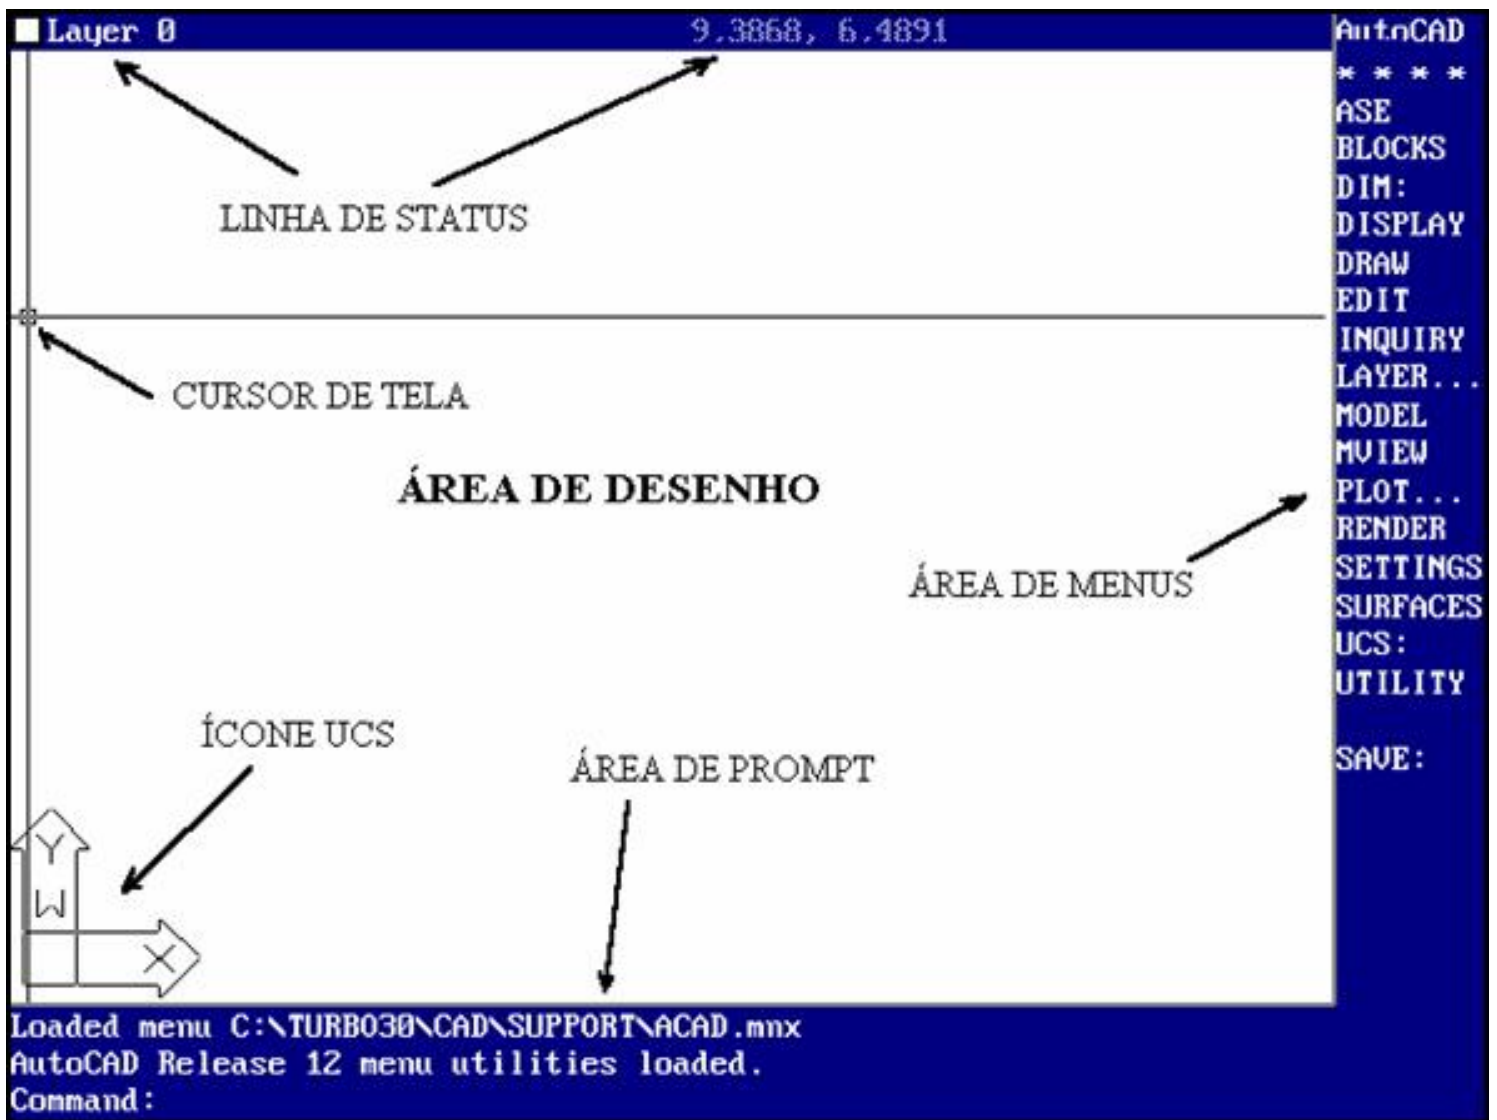 Layer 0
9.3868, 6.4891
AutoCAD
* * * *
ASE
BLOCKS
DIM:
DISPLAY
DRAW
EDIT
INQUIRY
LAYER...
MODEL
MVIEW
PLOT...
RENDER
SETTINGS
SURFACES
UCS:
UTILITY
SAVE:
LINHA DE STATUS
CURSOR DE TELA
ÁREA DE DESENHO
ÁREA DE MENUS
ÍCONE UCS
ÁREA DE PROMPT
Y
W
X
Loaded menu C:\TURBO30\CAD\SUPPORT\ACAD.mnx
AutoCAD Release 12 menu utilities loaded.
Command: